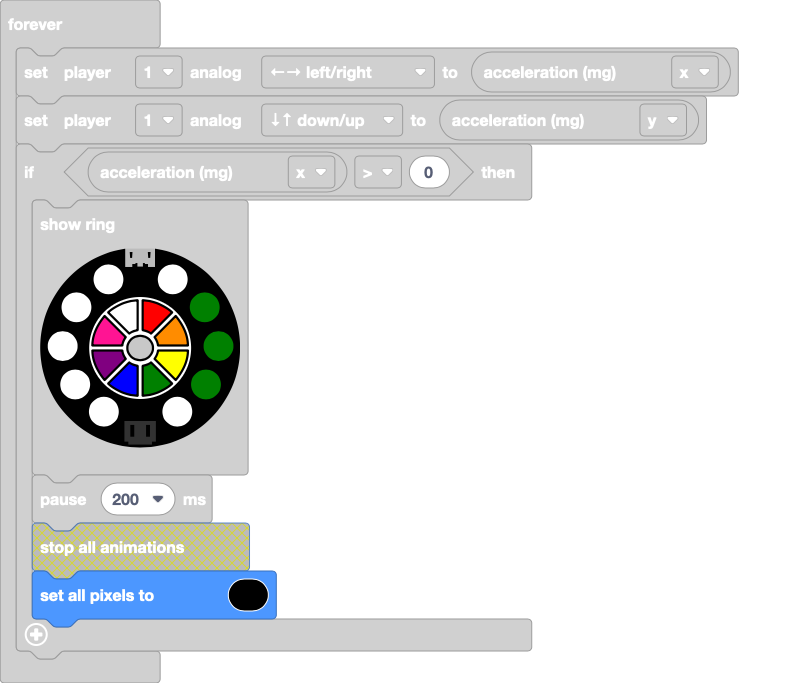 forever
set player 1 analog ←→ left/right to acceleration (mg) x
set player 1 analog ↓↑ down/up to acceleration (mg) y
if acceleration (mg) x > 0 then
show ring
pause 200 ms
stop all animations
set all pixels to